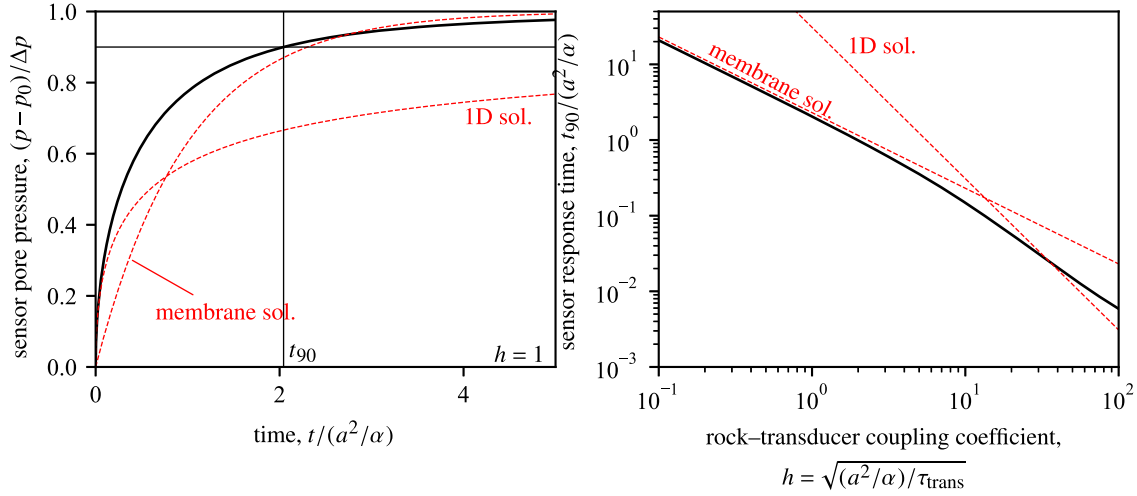 sensor pore pressure, (p − p₀)/Δp
1.0
0.8
0.6
0.4
0.2
0.0
1D sol.
membrane sol.
t₉₀
h = 1
0
2
4
time, t/(a²/α)
sensor response time, t₉₀/(a²/α)
10¹
10⁰
10⁻¹
10⁻²
10⁻³
membrane sol.
1D sol.
10⁻¹
10⁰
10¹
10²
rock–transducer coupling coefficient,
h = √(a²/α)/τtrans